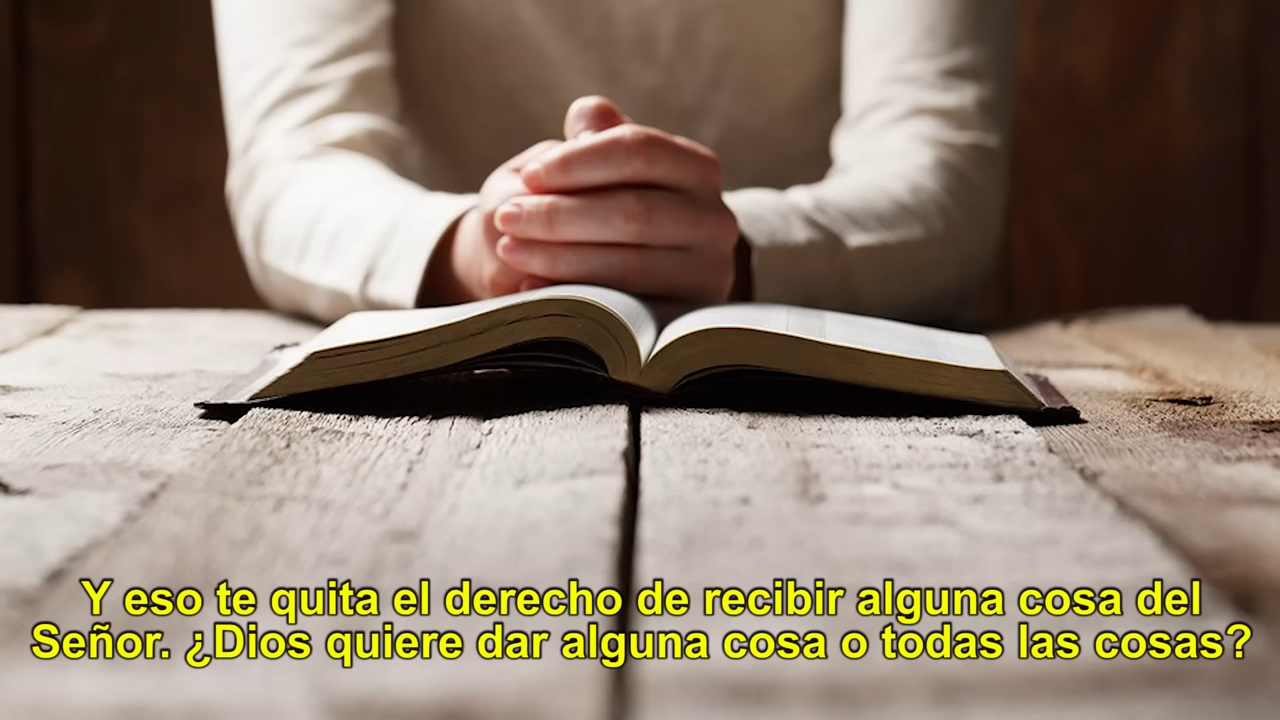 Y eso te quita el derecho de recibir alguna cosa del
Señor. ¿Dios quiere dar alguna cosa o todas las cosas?